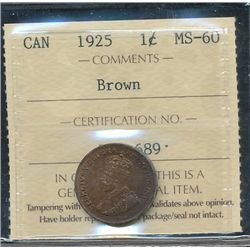 CAN 1925 1¢ MS-60
— COMMENTS —
Brown
— CERTIFICATION NO. —
689
IN THIS IS A
GE AL ITEM.
Tampering with validates above opinion.
Have holder rep package/seal not intact.